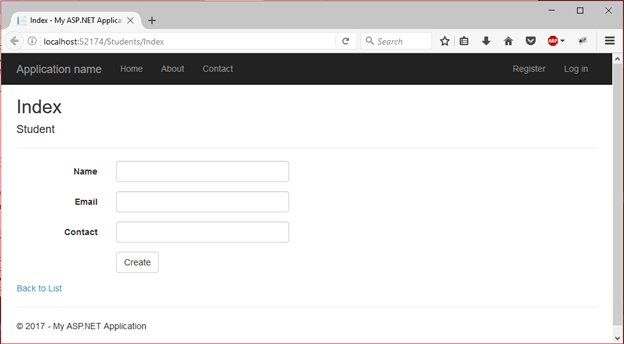 Index - My ASP.NET Applica
localhost:52174/Students/Index
Search
ABP
Application name Home About Contact Register Log in
Index
Student
Name
Email
Contact
Create
Back to List
© 2017 - My ASP.NET Application